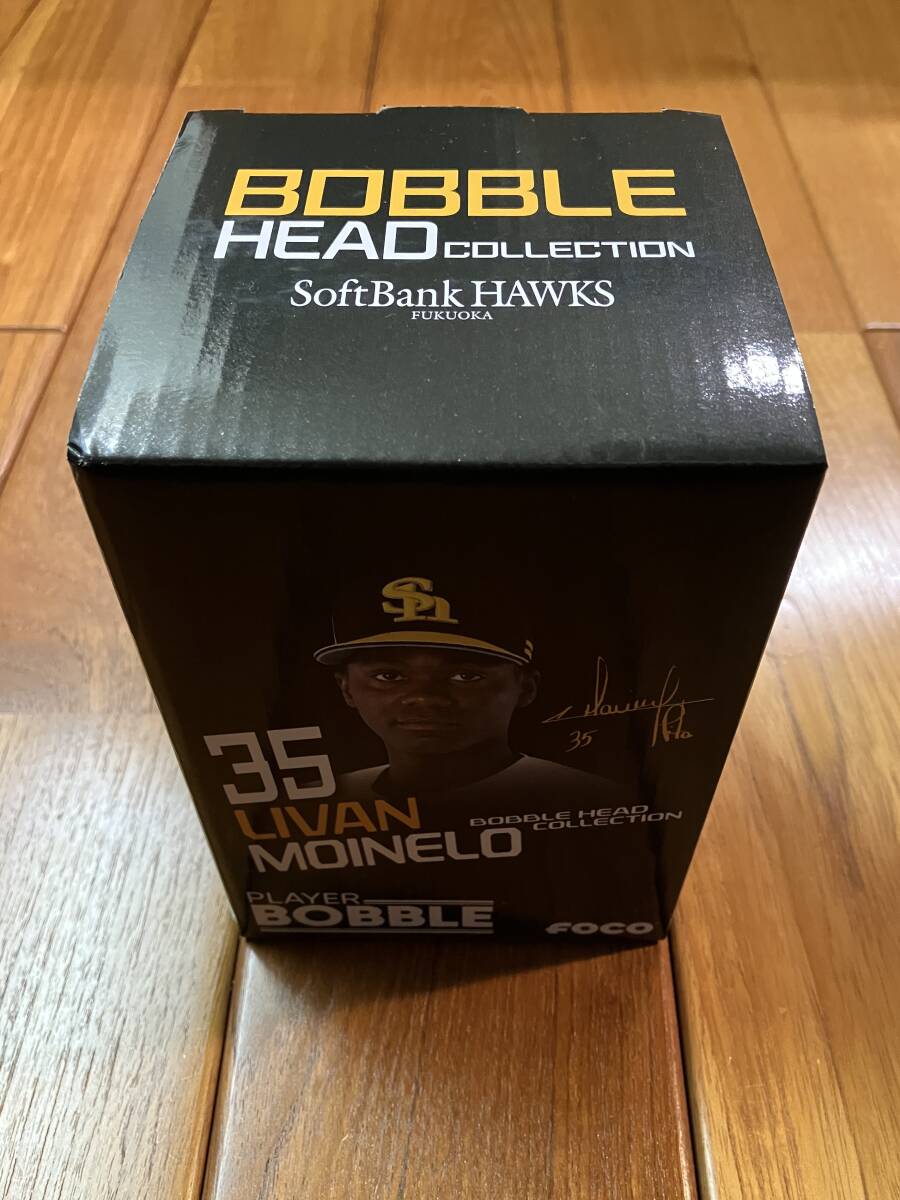 BOBBLE
HEAD COLLECTION
SoftBank HAWKS
FUKUOKA
Sh
35
35
LIVAN
MOINELO
BOBBLE HEAD
COLLECTION
PLAYER
BOBBLE
FOCO